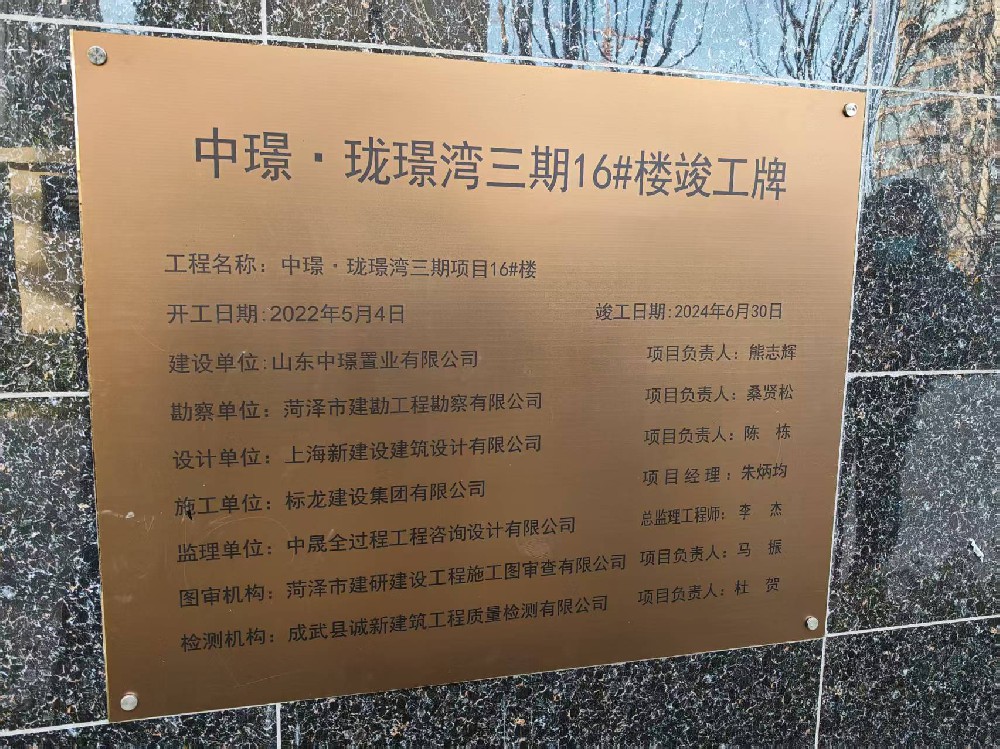 中璟·珑璟湾三期16#楼竣工牌
工程名称：中璟·珑璟湾三期项目16#楼
开工日期：2022年5月4日 竣工日期：2024年6月30日
建设单位：山东中璟置业有限公司 项目负责人：熊志辉
勘察单位：菏泽市建勘工程勘察有限公司 项目负责人：桑贤松
设计单位：上海新建设建筑设计有限公司 项目负责人：陈 栋
施工单位：标龙建设集团有限公司 项目经理：朱炳均
监理单位：中晟全过程工程咨询设计有限公司 总监理工程师：李 杰
图审机构：菏泽市建研建设工程施工图审查有限公司 项目负责人：马 振
检测机构：成武县诚新建筑工程质量检测有限公司 项目负责人：杜 贺